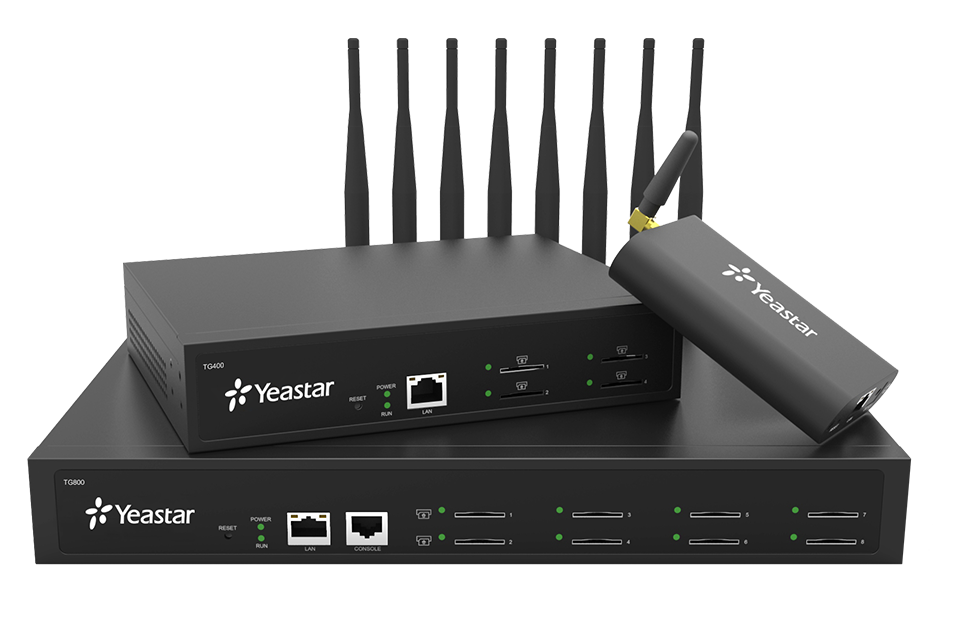 Yeastar
TG400
Yeastar
RESET
POWER
RUN
LAN
1
2
3
4
TG800
Yeastar
RESET
POWER
RUN
LAN
CONSOLE
1
2
3
4
5
6
7
8